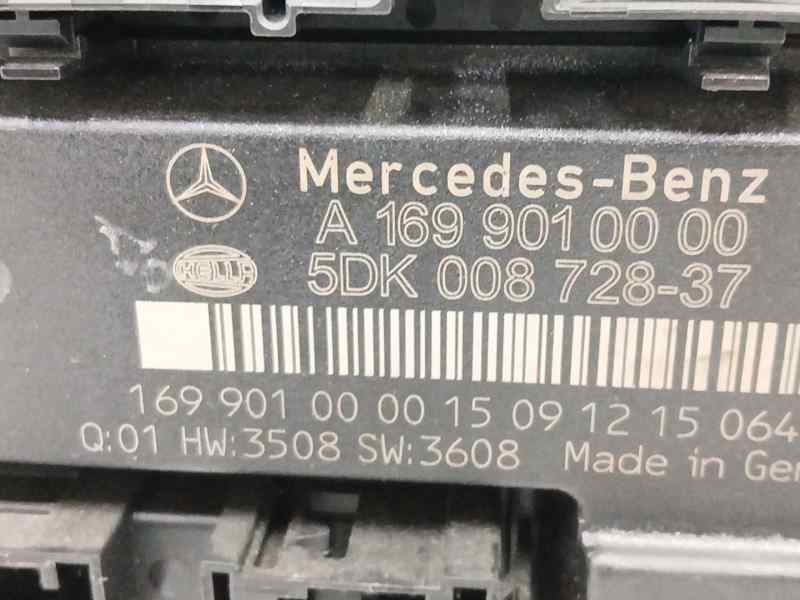 Mercedes-Benz
A 169 901 00 00
HELLA 5DK 008 728-37
169 901 00 00 15 09 12 15 064
Q:01 HW:3508 SW:3608 Made in Ger